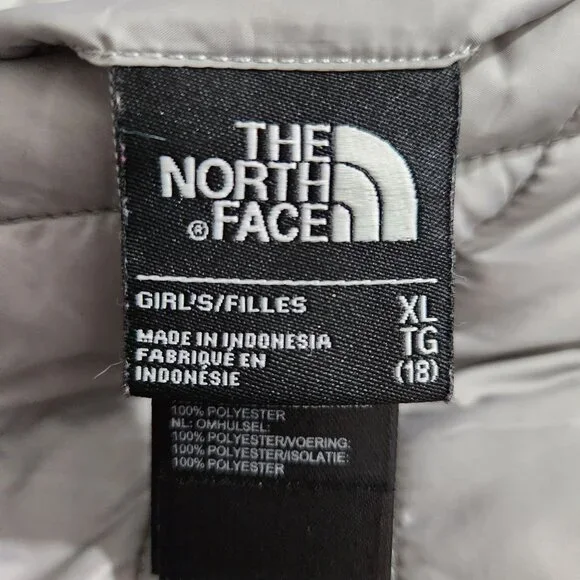 THE
NORTH
® FACE
GIRL'S/FILLES XL
MADE IN INDONESIA TG
FABRIQUÉ EN
INDONÉSIE (18)
100% POLYESTER
NL: OMHULSEL:
100% POLYESTER/VOERING:
100% POLYESTER/ISOLATIE:
100% POLYESTER